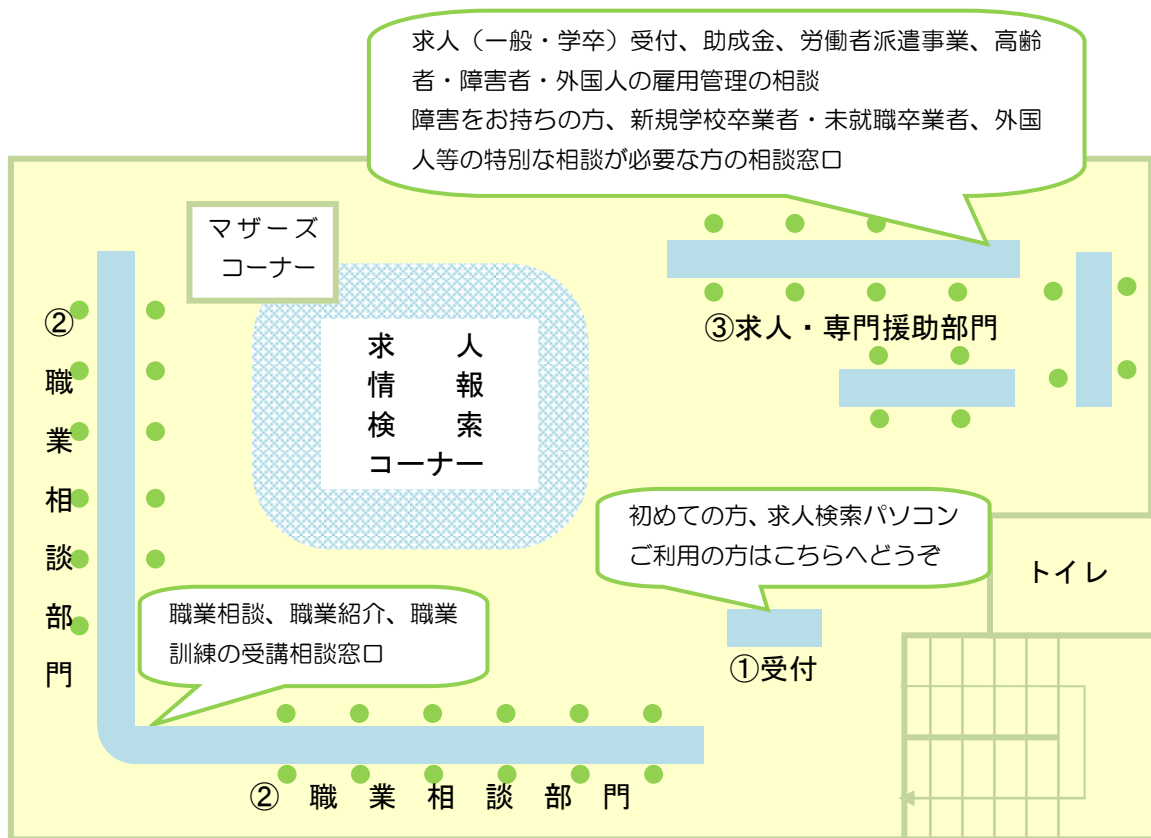 求人（一般・学卒）受付、助成金、労働者派遣事業、高齢
者・障害者・外国人の雇用管理の相談
障害をお持ちの方、新規学校卒業者・未就職卒業者、外国
人等の特別な相談が必要な方の相談窓口
マザーズ
コーナー
②職業相談部門
求人
情報
検索
コーナー
③求人・専門援助部門
初めての方、求人検索パソコン
ご利用の方はこちらへどうぞ
トイレ
職業相談、職業紹介、職業
訓練の受講相談窓口
①受付
②職業相談部門